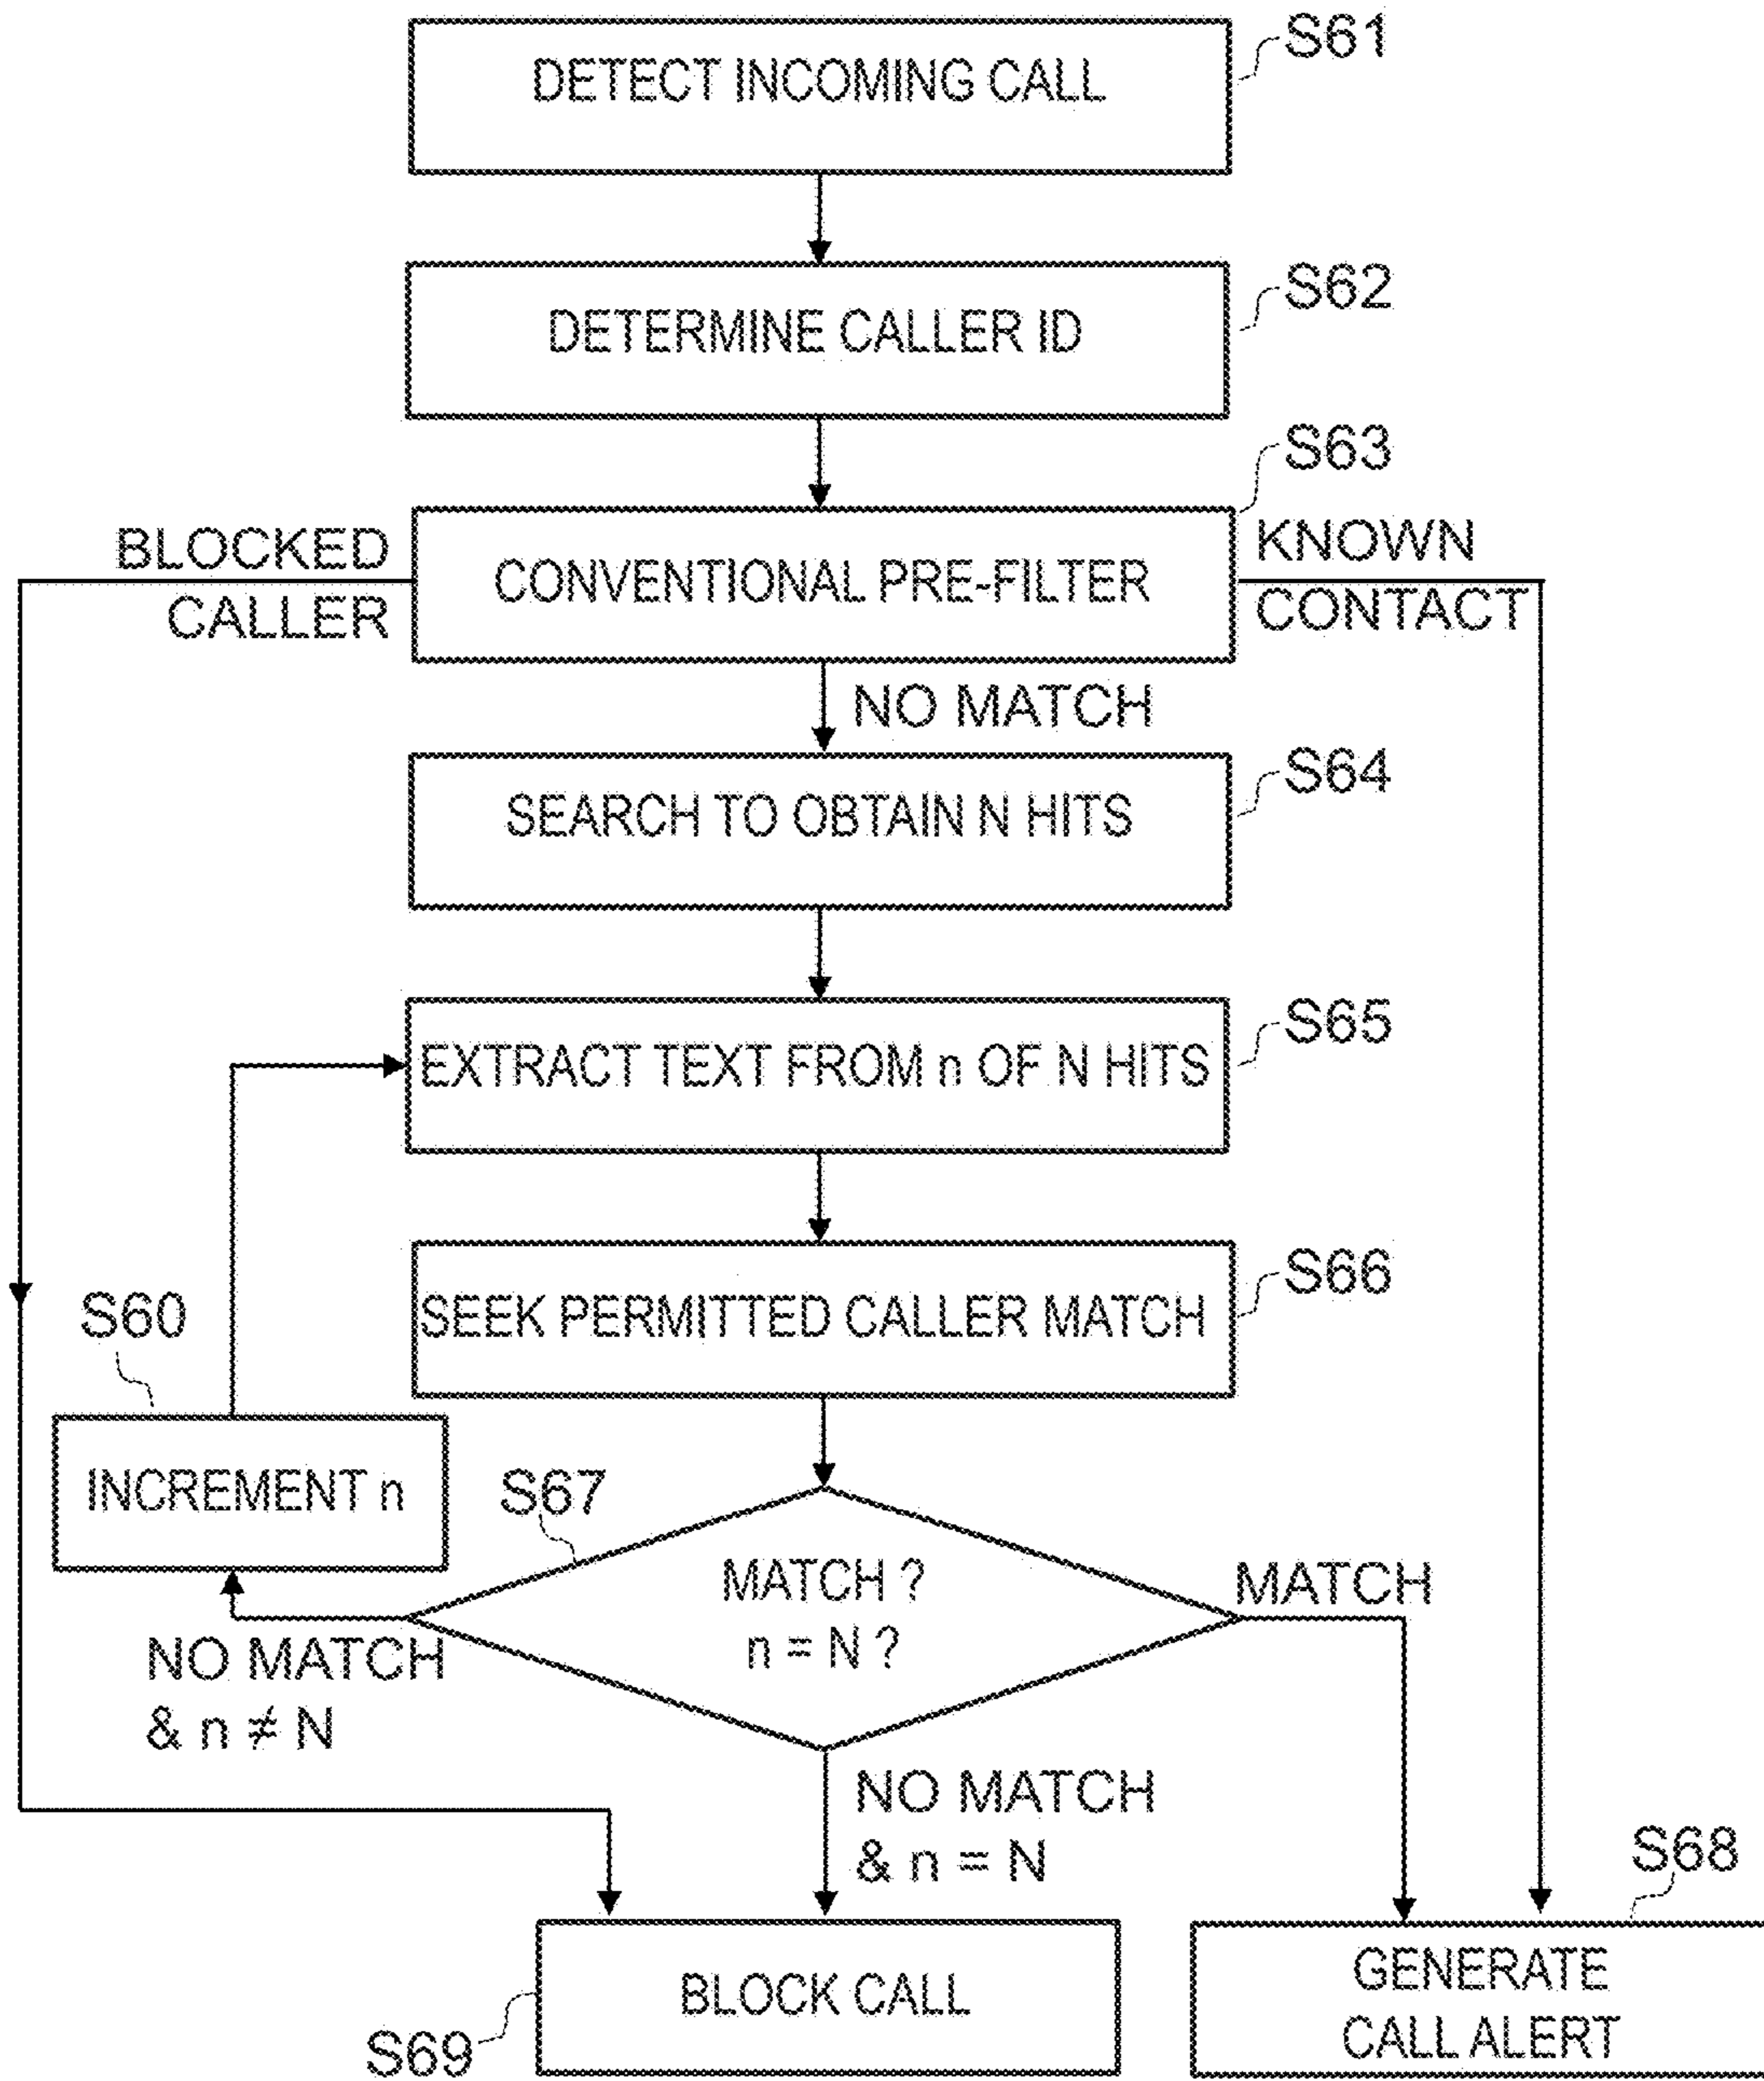 S61
DETECT INCOMING CALL
S62
DETERMINE CALLER ID
S63
BLOCKED
CALLER
CONVENTIONAL PRE-FILTER
KNOWN
CONTACT
NO MATCH
S64
SEARCH TO OBTAIN N HITS
S65
EXTRACT TEXT FROM n OF N HITS
S66
SEEK PERMITTED CALLER MATCH
S60
INCREMENT n
S67
MATCH ?
n = N ?
MATCH
NO MATCH
& n ≠ N
NO MATCH
& n = N
S68
GENERATE
CALL ALERT
BLOCK CALL
S69